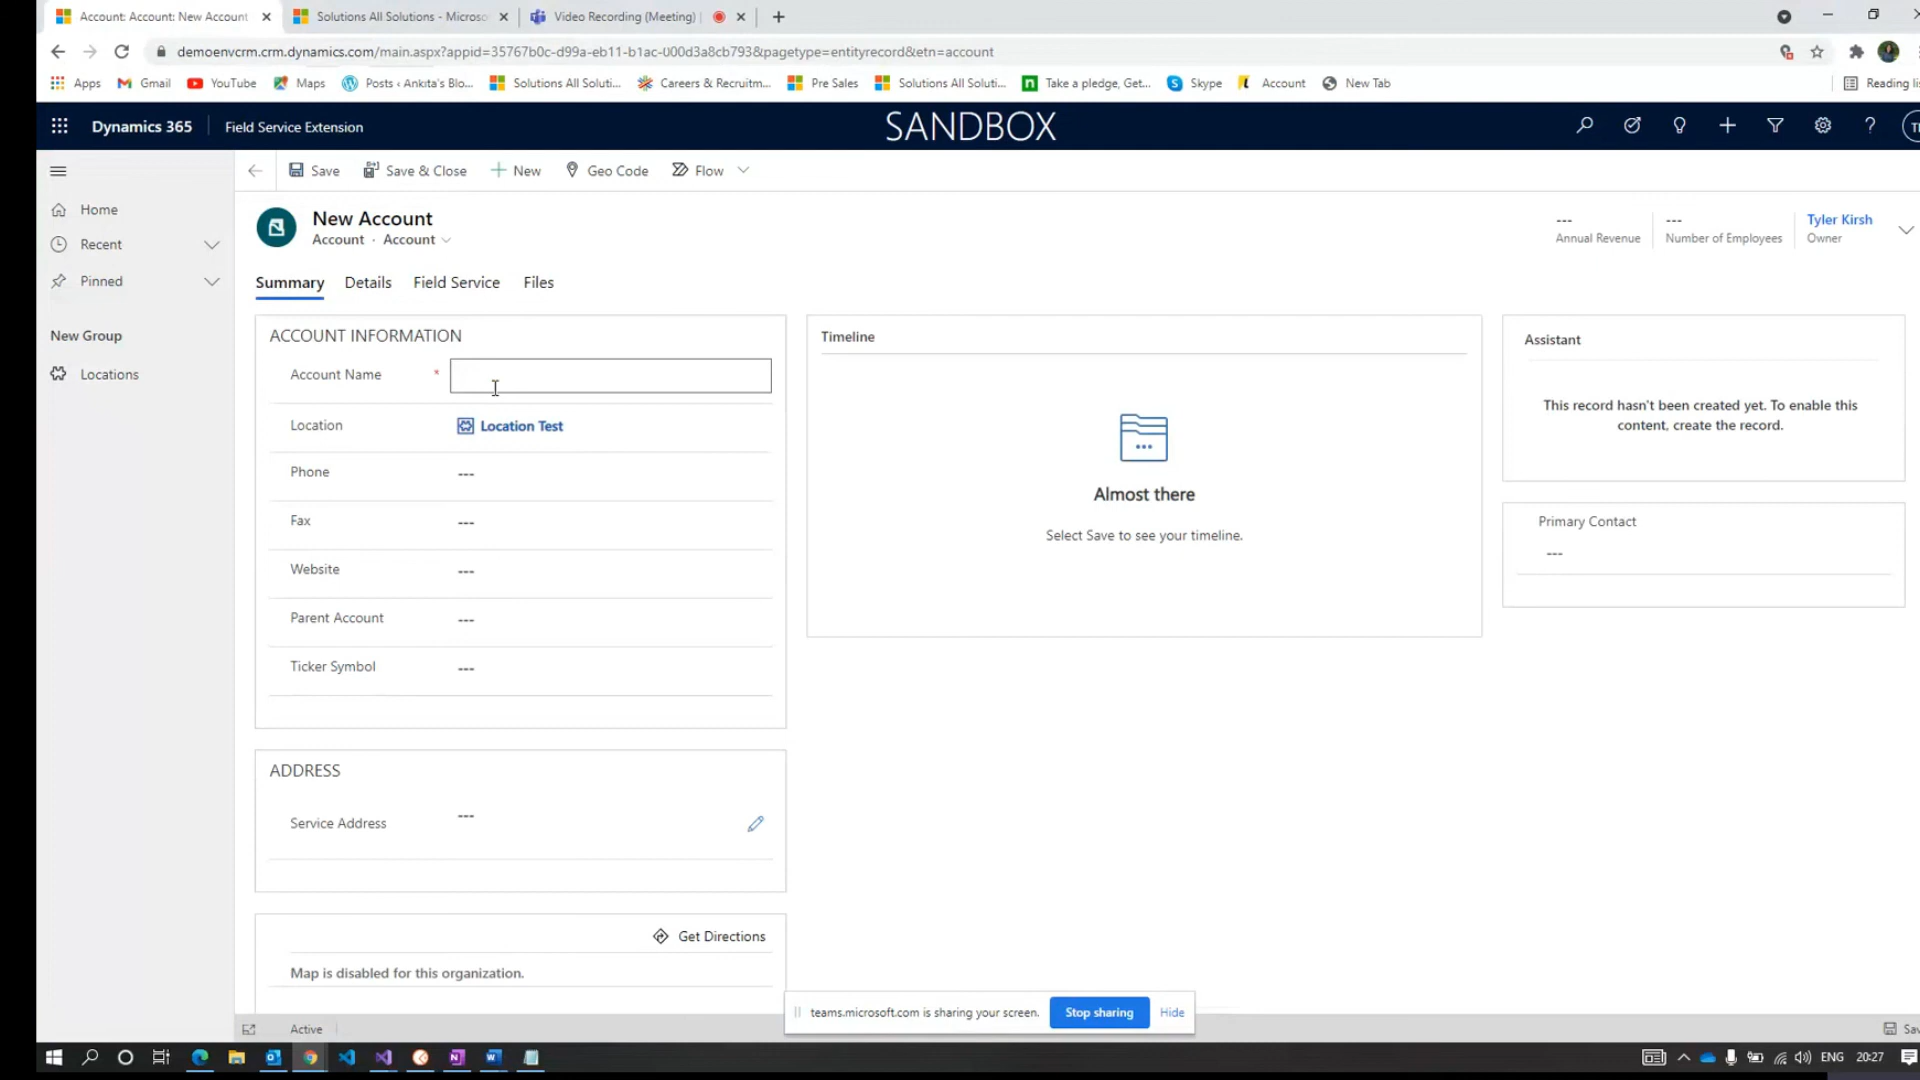 Account: Account: New Account
Solutions All Solutions - Microso
Video Recording (Meeting) |
demoenvcrm.crm.dynamics.com/main.aspx?appid=35767b0c-d99a-eb11-b1ac-000d3a8cb793&pagetype=entityrecord&etn=account
Apps
Gmail
YouTube
Maps
Posts ‹ Ankita's Blo...
Solutions All Soluti...
Careers & Recruitm...
Pre Sales
Solutions All Soluti...
Take a pledge, Get...
Skype
Account
New Tab
Reading lis
Dynamics 365
Field Service Extension
SANDBOX
Save
Save & Close
New
Geo Code
Flow
Home
Recent
Pinned
New Group
Locations
New Account
Account · Account
---
Annual Revenue
---
Number of Employees
Tyler Kirsh
Owner
Summary
Details
Field Service
Files
ACCOUNT INFORMATION
Account Name *
Location
Location Test
Phone
---
Fax
---
Website
---
Parent Account
---
Ticker Symbol
---
ADDRESS
Service Address
---
Get Directions
Map is disabled for this organization.
Timeline
Almost there
Select Save to see your timeline.
Assistant
This record hasn't been created yet. To enable this
content, create the record.
Primary Contact
---
teams.microsoft.com is sharing your screen.
Stop sharing
Hide
Active
Sav
ENG
20:27